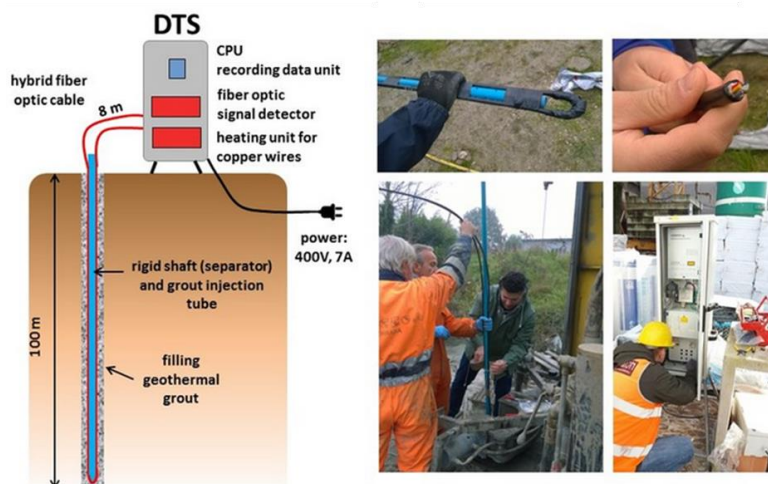 DTS
CPU
recording data unit
hybrid fiber
optic cable
8 m
fiber optic
signal detector
heating unit for
copper wires
power:
400V, 7A
rigid shaft (separator)
and grout injection
tube
100 m
filling
geothermal
grout